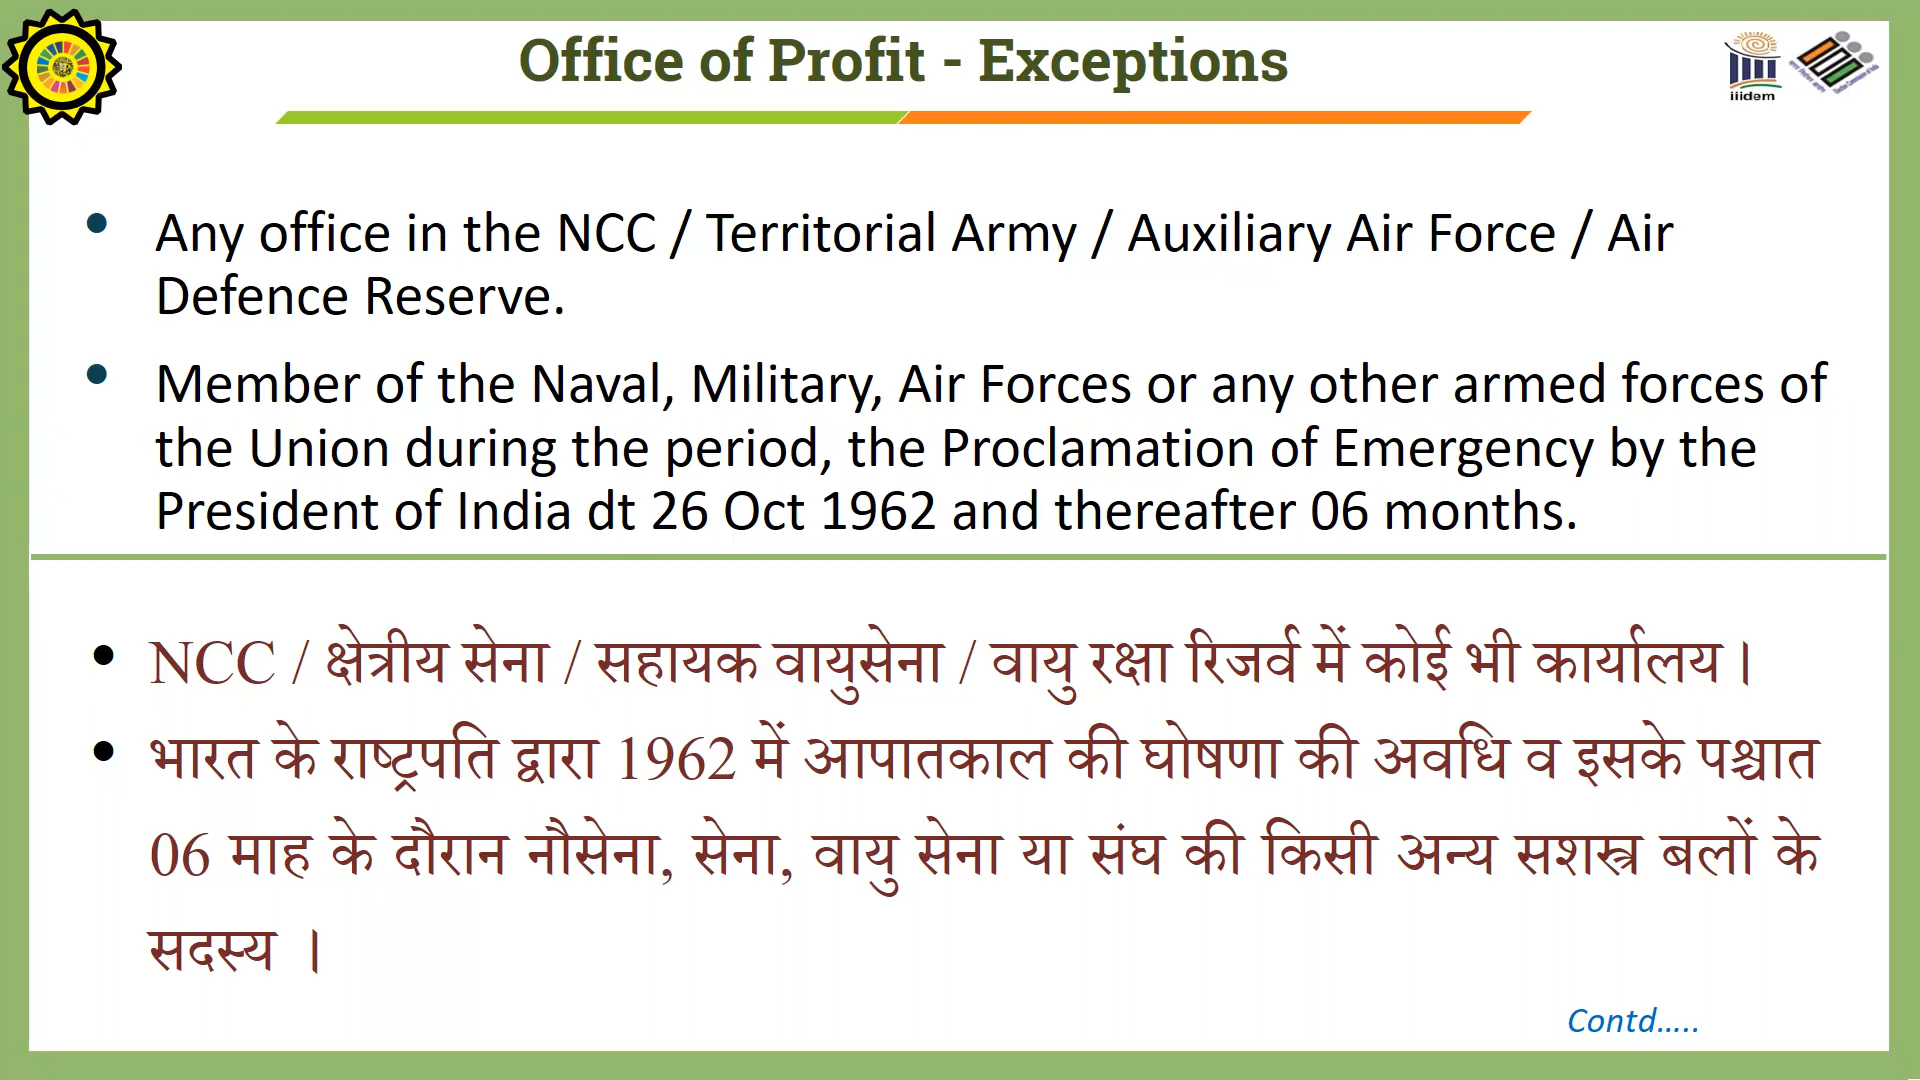 Office of Profit - Exceptions
iiidem
• Any office in the NCC / Territorial Army / Auxiliary Air Force / Air
Defence Reserve.
• Member of the Naval, Military, Air Forces or any other armed forces of
the Union during the period, the Proclamation of Emergency by the
President of India dt 26 Oct 1962 and thereafter 06 months.
• NCC / क्षेत्रीय सेना / सहायक वायुसेना / वायु रक्षा रिजर्व में कोई भी कार्यालय।
• भारत के राष्ट्रपति द्वारा 1962 में आपातकाल की घोषणा की अवधि व इसके पश्चात
06 माह के दौरान नौसेना, सेना, वायु सेना या संघ की किसी अन्य सशस्त्र बलों के
सदस्य ।
Contd.....